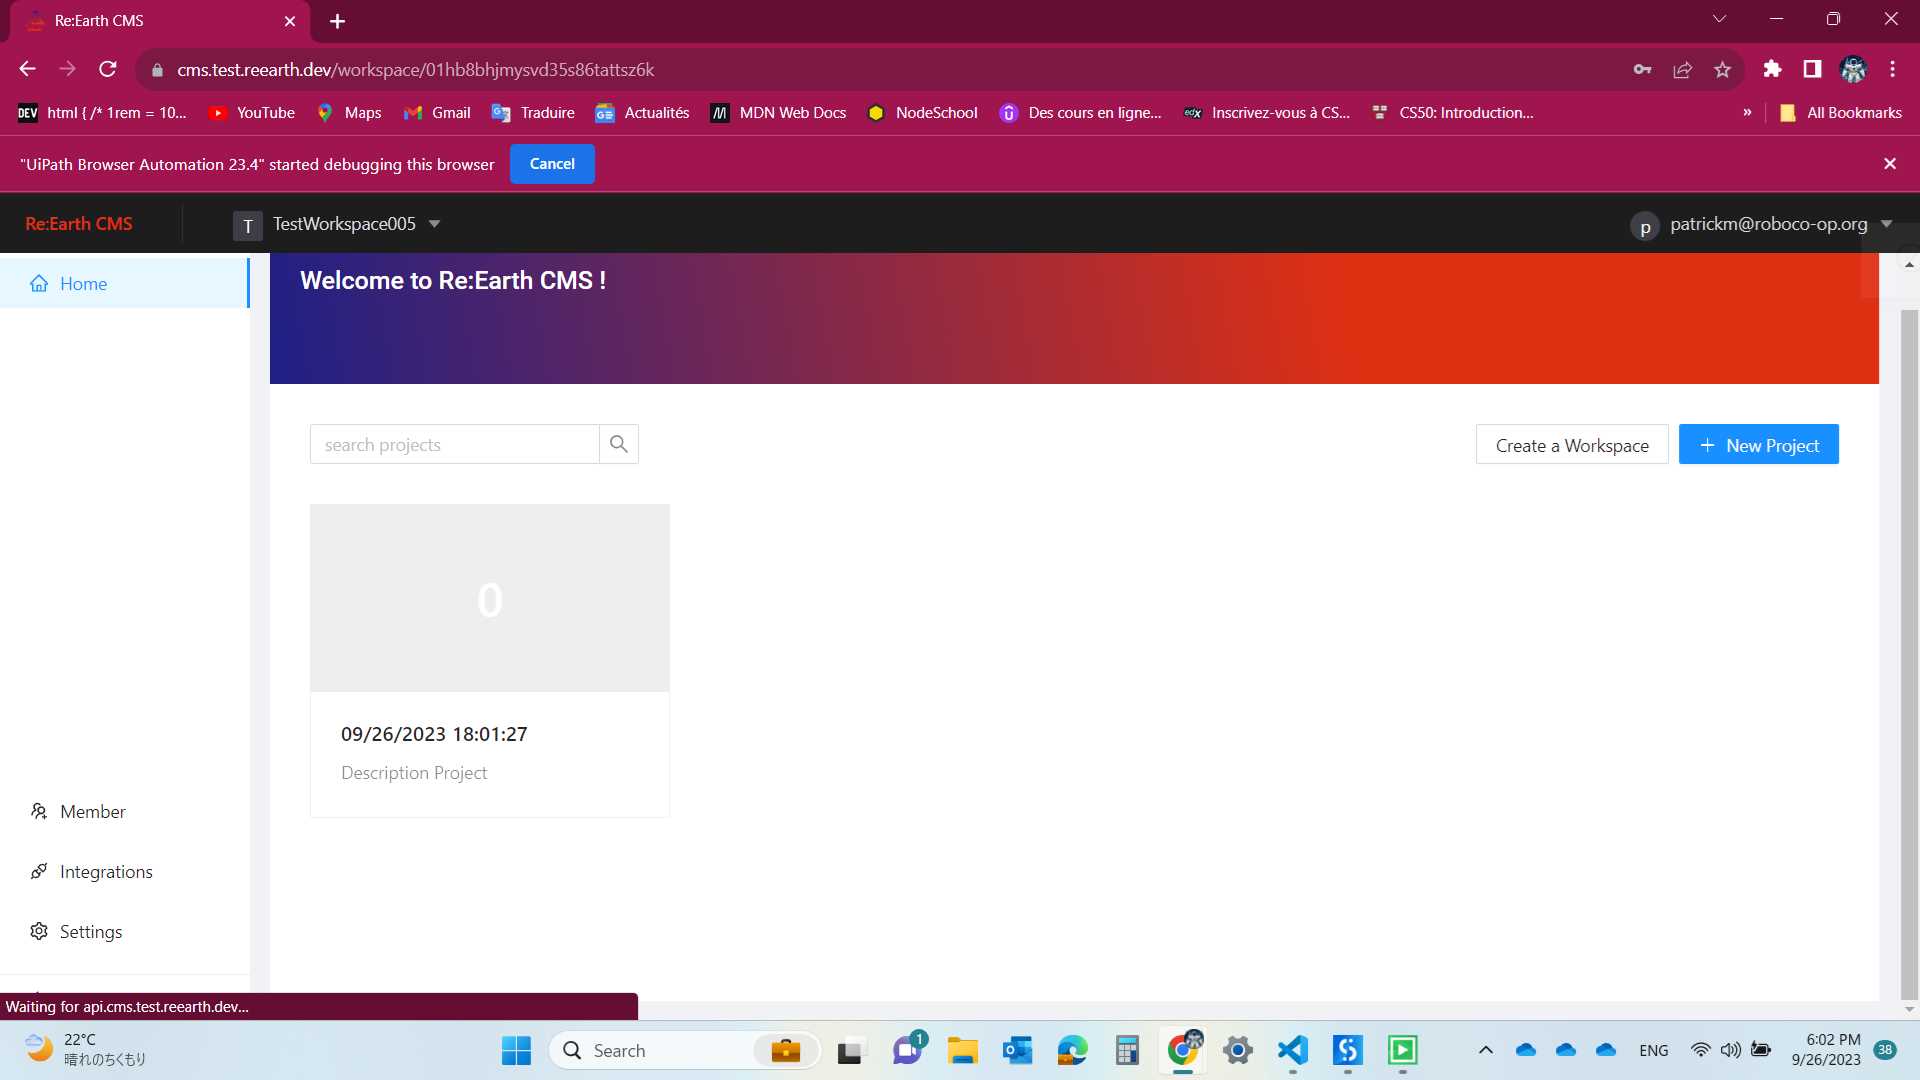 Re:Earth CMS
cms.test.reearth.dev/workspace/01hb8bhjmysvd35s86tattsz6k
DEV html { /* 1rem = 10... YouTube Maps Gmail Traduire Actualités MDN Web Docs NodeSchool Des cours en ligne... edX Inscrivez-vous à CS... CS50: Introduction... » All Bookmarks
"UiPath Browser Automation 23.4" started debugging this browser Cancel
Re:Earth CMS T TestWorkspace005 p patrickm@roboco-op.org
Home
Welcome to Re:Earth CMS !
search projects Create a Workspace + New Project
0
09/26/2023 18:01:27
Description Project
Member
Integrations
Settings
Waiting for api.cms.test.reearth.dev...
22°C
晴れのちくもり
Search
1
ENG
6:02 PM
9/26/2023
38